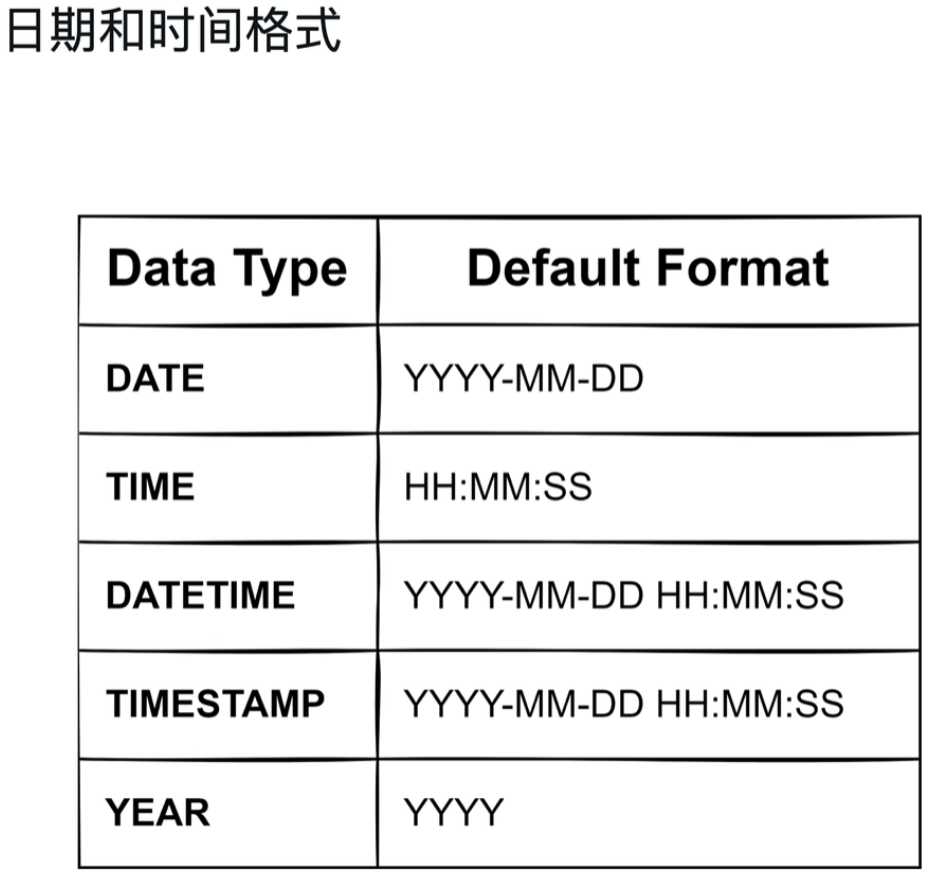 日期和时间格式
Data Type Default Format
DATE YYYY-MM-DD
TIME HH:MM:SS
DATETIME YYYY-MM-DD HH:MM:SS
TIMESTAMP YYYY-MM-DD HH:MM:SS
YEAR YYYY